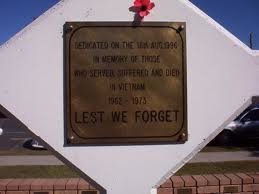 DEDICATED ON THE 18th AUG. 1996
IN MEMORY OF THOSE
WHO SERVED, SUFFERED AND DIED
IN VIETNAM
1962 - 1973
LEST WE FORGET